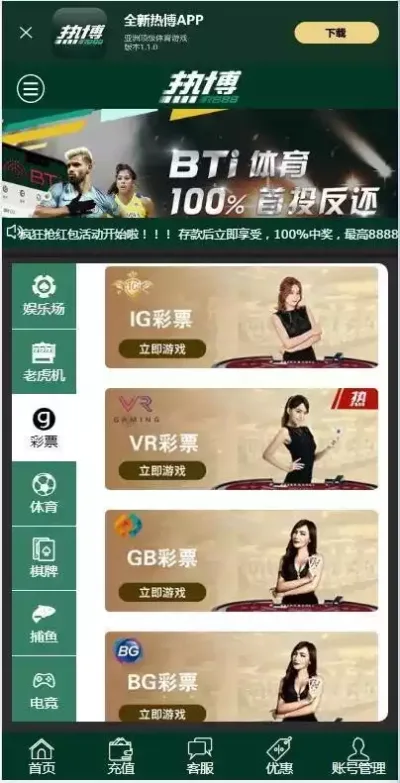 全新热博APP
热博
亚洲顶级体育游戏
版本1.1.0
下载
热博
BTi
BTi 体育
100% 首投反还
疯狂抢红包活动开始啦！！！ 存款后立即享受，100%中奖，最高8888
娱乐场
老虎机
彩票
体育
棋牌
捕鱼
电竞
IG
IG彩票
立即游戏
VR
GAMING
热
VR彩票
立即游戏
GB彩票
立即游戏
BG
BG彩票
立即游戏
首页
充值
客服
优惠
账号管理